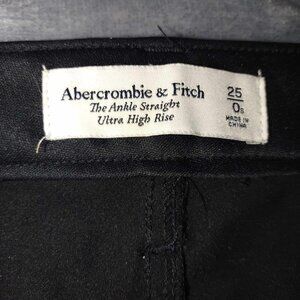 Abercrombie & Fitch
The Ankle Straight
Ultra High Rise
25
0s
MADE IN
CHINA